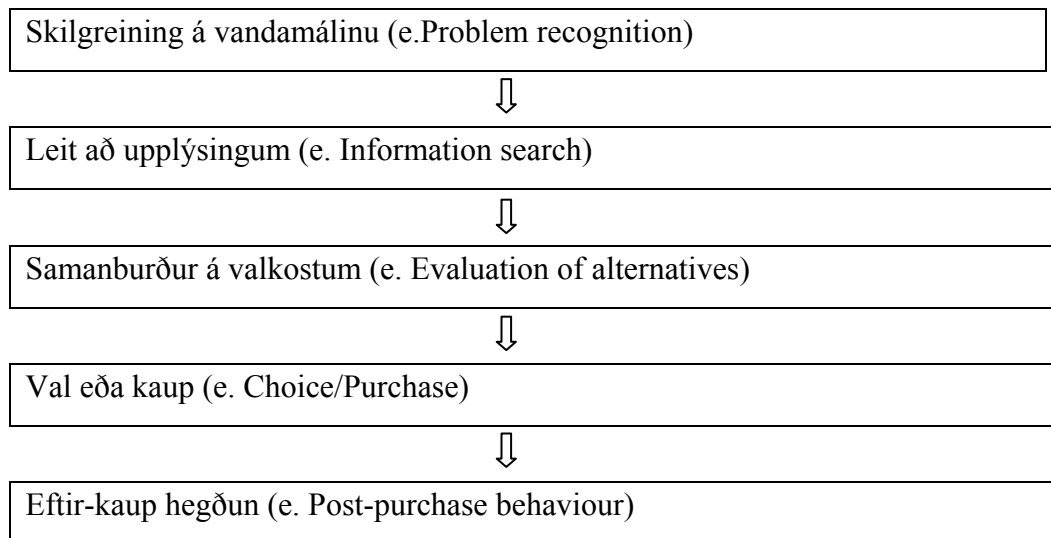 Skilgreining á vandamálinu (e.Problem recognition)
Leit að upplýsingum (e. Information search)
Samanburður á valkostum (e. Evaluation of alternatives)
Val eða kaup (e. Choice/Purchase)
Eftir-kaup hegðun (e. Post-purchase behaviour)